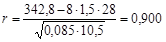 r = (342,8−8·1,5·28)/√(0,085·10,5) = 0,900